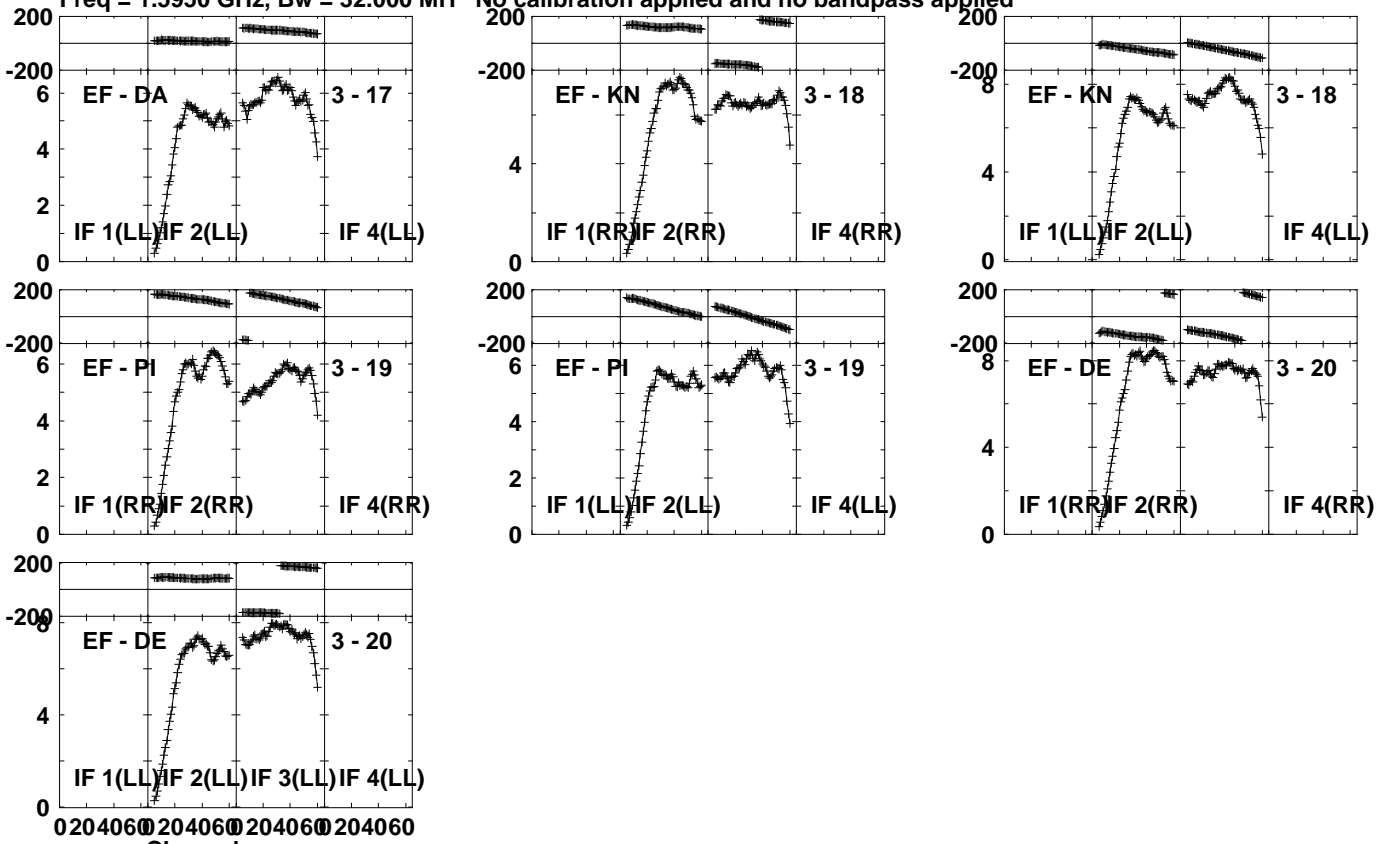 Freq = 1.5950 GHz, Bw = 32.000 MH No calibration applied and no bandpass applied
200 200 200
-200 -200 -200
6 EF - DA 3 - 17 EF - KN 3 - 18 8 EF - KN 3 - 18
4 4 4
2
IF 1(LL) IF 2(LL) IF 4(LL) IF 1(RR) IF 2(RR) IF 4(RR) IF 1(LL) IF 2(LL) IF 4(LL)
0 0 0
200 200 200
-200 -200 -200
6 EF - PI 3 - 19 6 EF - PI 3 - 19 8 EF - DE 3 - 20
4 4 4
2 2
IF 1(RR) IF 2(RR) IF 4(RR) IF 1(LL) IF 2(LL) IF 4(LL) IF 1(RR) IF 2(RR) IF 4(RR)
0 0 0
200
-200
8 EF - DE 3 - 20
4
IF 1(LL) IF 2(LL) IF 3(LL) IF 4(LL)
0
0 20 40 60 0 20 40 60 0 20 40 60 0 20 40 60